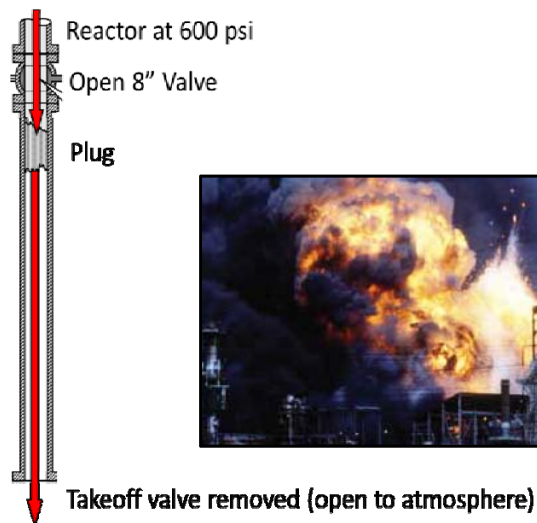 Reactor at 600 psi
Open 8” Valve
Plug
Takeoff valve removed (open to atmosphere)